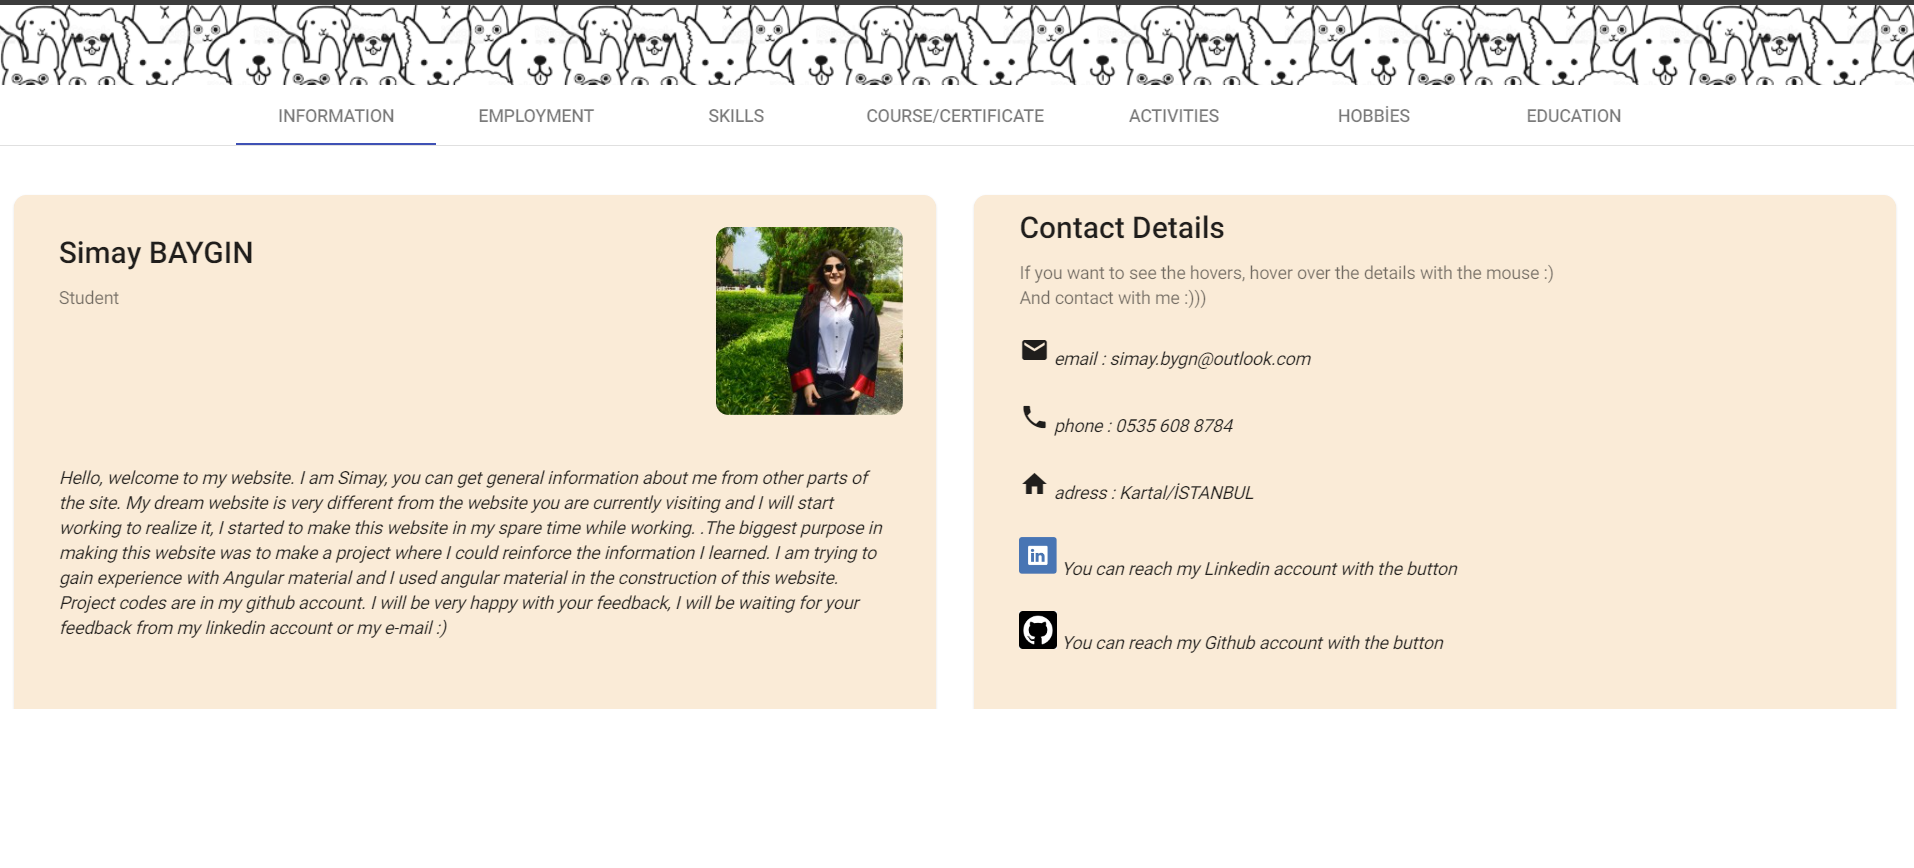 INFORMATION EMPLOYMENT SKILLS COURSE/CERTIFICATE ACTIVITIES HOBBİES EDUCATION
Simay BAYGIN
Student
Hello, welcome to my website. I am Simay, you can get general information about me from other parts of
the site. My dream website is very different from the website you are currently visiting and I will start
working to realize it, I started to make this website in my spare time while working. .The biggest purpose in
making this website was to make a project where I could reinforce the information I learned. I am trying to
gain experience with Angular material and I used angular material in the construction of this website.
Project codes are in my github account. I will be very happy with your feedback, I will be waiting for your
feedback from my linkedin account or my e-mail :)
Contact Details
If you want to see the hovers, hover over the details with the mouse :)
And contact with me :)))
email : simay.bygn@outlook.com
phone : 0535 608 8784
adress : Kartal/İSTANBUL
in You can reach my Linkedin account with the button
You can reach my Github account with the button